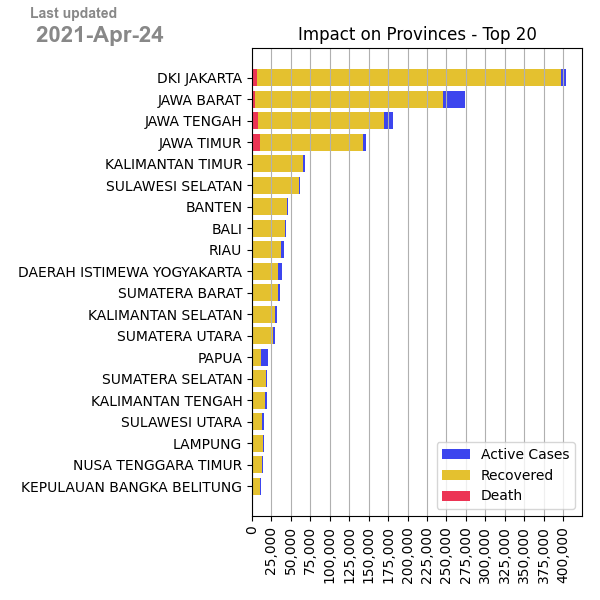 Last updated
2021-Apr-24
Impact on Provinces - Top 20
DKI JAKARTA
JAWA BARAT
JAWA TENGAH
JAWA TIMUR
KALIMANTAN TIMUR
SULAWESI SELATAN
BANTEN
BALI
RIAU
DAERAH ISTIMEWA YOGYAKARTA
SUMATERA BARAT
KALIMANTAN SELATAN
SUMATERA UTARA
PAPUA
SUMATERA SELATAN
KALIMANTAN TENGAH
SULAWESI UTARA
LAMPUNG
NUSA TENGGARA TIMUR
KEPULAUAN BANGKA BELITUNG
Active Cases
Recovered
Death
0
25,000
50,000
75,000
100,000
125,000
150,000
175,000
200,000
225,000
250,000
275,000
300,000
325,000
350,000
375,000
400,000